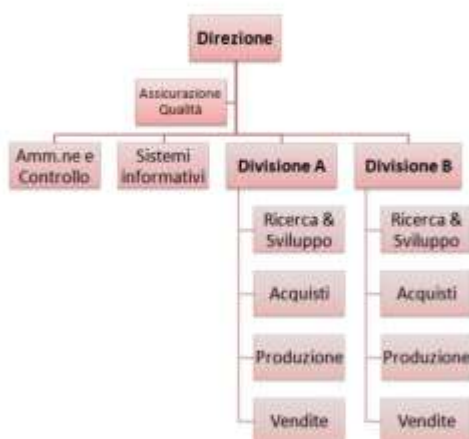 Direzione
Assicurazione
Qualità
Amm.ne e
Controllo
Sistemi
informativi
Divisione A
Divisione B
Ricerca &
Sviluppo
Ricerca &
Sviluppo
Acquisti
Acquisti
Produzione
Produzione
Vendite
Vendite